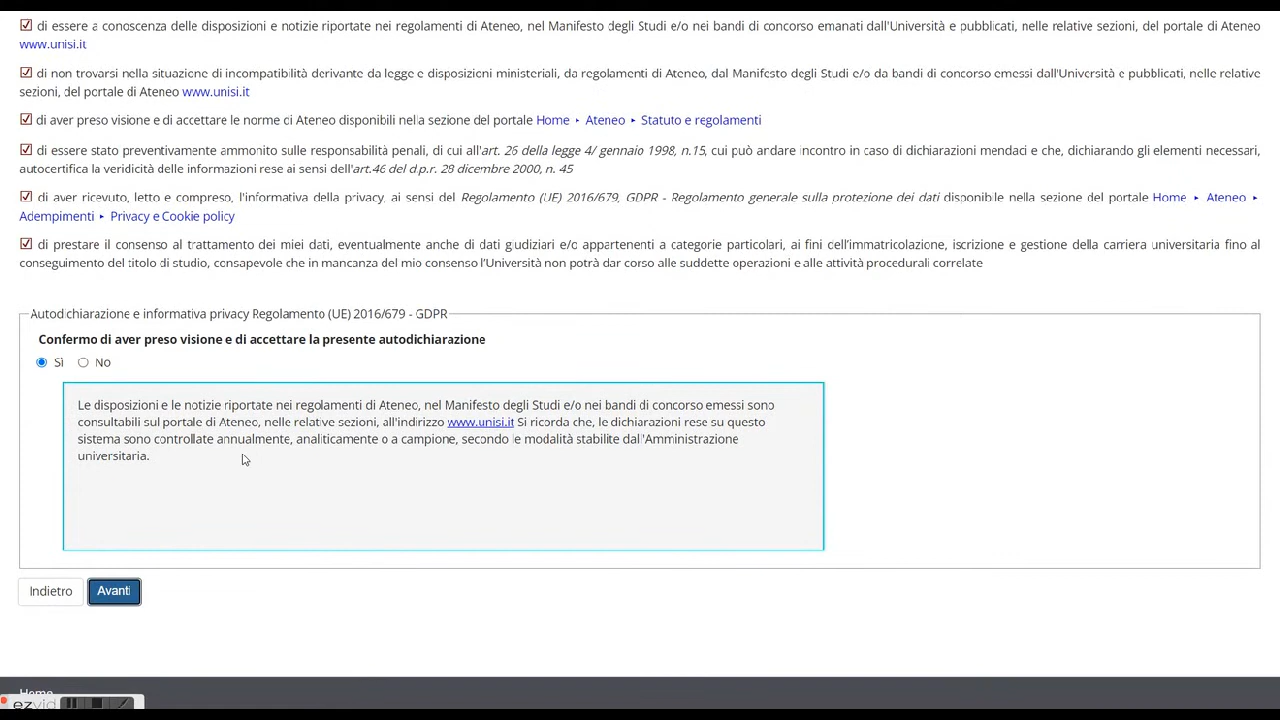 di essere a conoscenza delle disposizioni e notizie riportate nei regolamenti di Ateneo, nel Manifesto degli Studi e/o nei bandi di concorso emanati dall'Università e pubblicati, nelle relative sezioni, del portale di Ateneo
www.unisi.it
di non trovarsi nella situazione di incompatibilità derivante da legge e disposizioni ministeriali, da regolamenti di Ateneo, dal Manifesto degli Studi e/o da bandi di concorso emessi dall'Università e pubblicati, nelle relative
sezioni, del portale di Ateneo www.unisi.it
di aver preso visione e di accettare le norme di Ateneo disponibili nella sezione del portale Home ‣ Ateneo ‣ Statuto e regolamenti
di essere stato preventivamente ammonito sulle responsabilità penali, di cui all'art. 26 della legge 4/ gennaio 1998, n.15, cui può andare incontro in caso di dichiarazioni mendaci e che, dichiarando gli elementi necessari,
autocertifica la veridicità delle informazioni rese ai sensi dell'art.46 del d.p.r. 28 dicembre 2000, n. 45
di aver ricevuto, letto e compreso, l'informativa della privacy, ai sensi del Regolamento (UE) 2016/679, GDPR - Regolamento generale sulla protezione dei dati disponibile nella sezione del portale Home ‣ Ateneo ‣
Adempimenti ‣ Privacy e Cookie policy
di prestare il consenso al trattamento dei miei dati, eventualmente anche di dati giudiziari e/o appartenenti a categorie particolari, ai fini dell'immatricolazione, iscrizione e gestione della carriera universitaria fino al
conseguimento del titolo di studio, consapevole che in mancanza del mio consenso l'Università non potrà dar corso alle suddette operazioni e alle attività procedurali correlate
Autodichiarazione e informativa privacy Regolamento (UE) 2016/679 - GDPR
Confermo di aver preso visione e di accettare la presente autodichiarazione
Sì No
Le disposizioni e le notizie riportate nei regolamenti di Ateneo, nel Manifesto degli Studi e/o nei bandi di concorso emessi sono
consultabili sul portale di Ateneo, nelle relative sezioni, all'indirizzo www.unisi.it Si ricorda che, le dichiarazioni rese su questo
sistema sono controllate annualmente, analiticamente o a campione, secondo le modalità stabilite dall'Amministrazione
universitaria.
Indietro Avanti
Home
ezvid